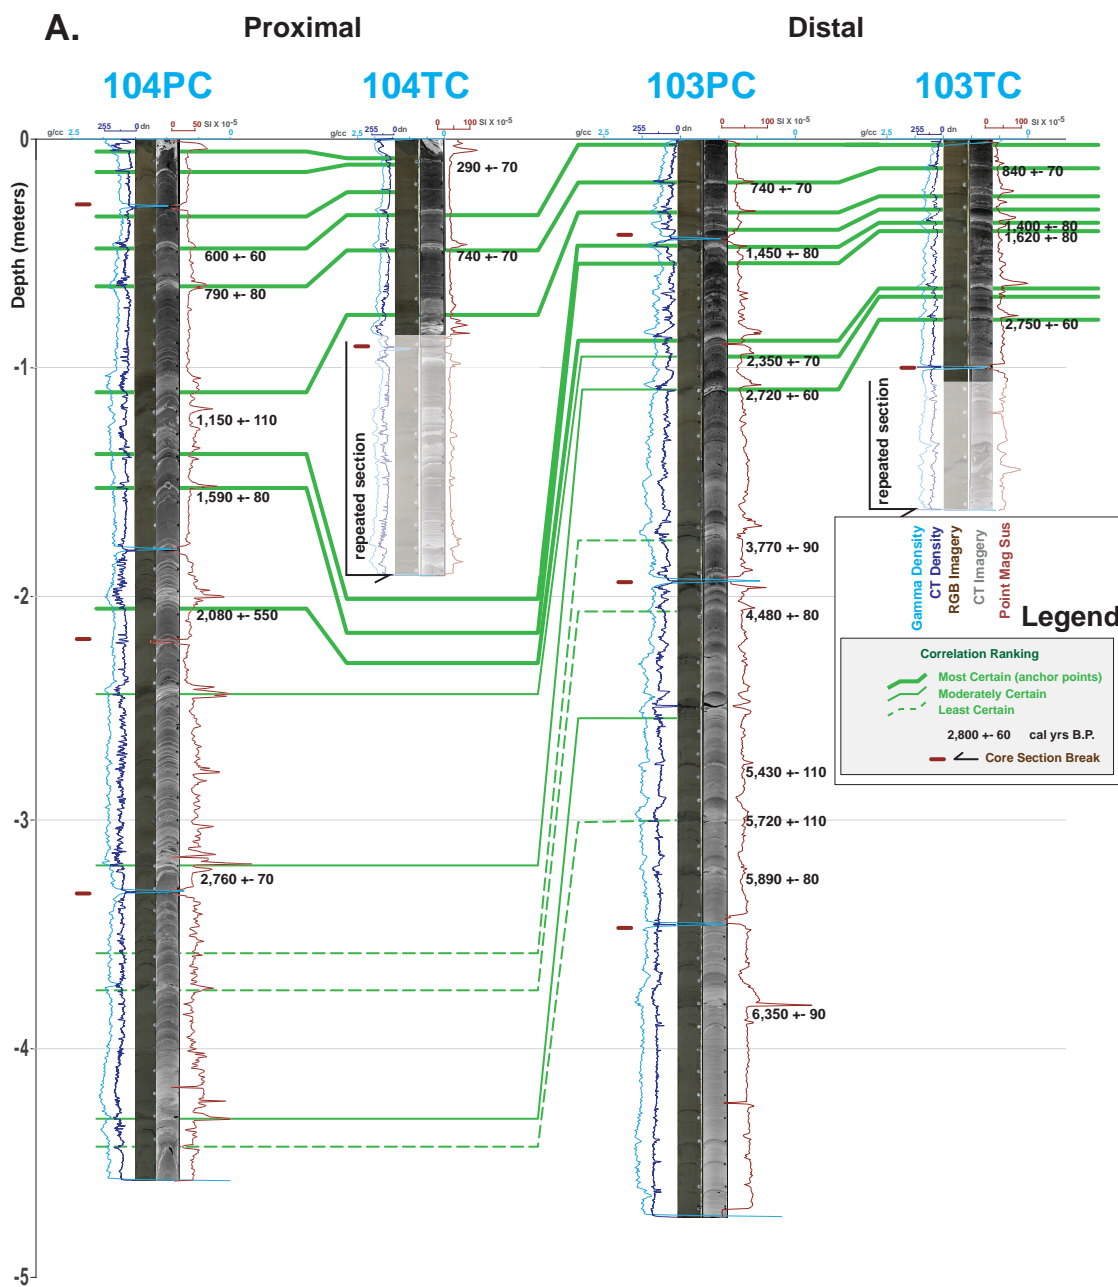 A.
Proximal
Distal
104PC
104TC
103PC
103TC
g/cc 2,5 255 0 dn 0 50 SI X 10-5 0
g/cc 2,5 255 0 dn 0 100 SI X 10-5 0
g/cc 2,5 255 0 dn 0 100 SI X 10-5 0
g/cc 2,5 255 0 dn 0 100 SI X 10-5 0
Depth (meters)
0
-1
-2
-3
-4
-5
600 +- 60
790 +- 80
1,150 +- 110
1,590 +- 80
2,080 +- 550
2,760 +- 70
290 +- 70
740 +- 70
repeated section
740 +- 70
1,450 +- 80
2,350 +- 70
2,720 +- 60
3,770 +- 90
4,480 +- 80
5,430 +- 110
5,720 +- 110
5,890 +- 80
6,350 +- 90
840 +- 70
1,400 +- 80
1,620 +- 80
2,750 +- 60
repeated section
Gamma Density
CT Density
RGB Imagery
CT Imagery
Point Mag Sus
Legend
Correlation Ranking
Most Certain (anchor points)
Moderately Certain
Least Certain
2,800 +- 60 cal yrs B.P.
Core Section Break